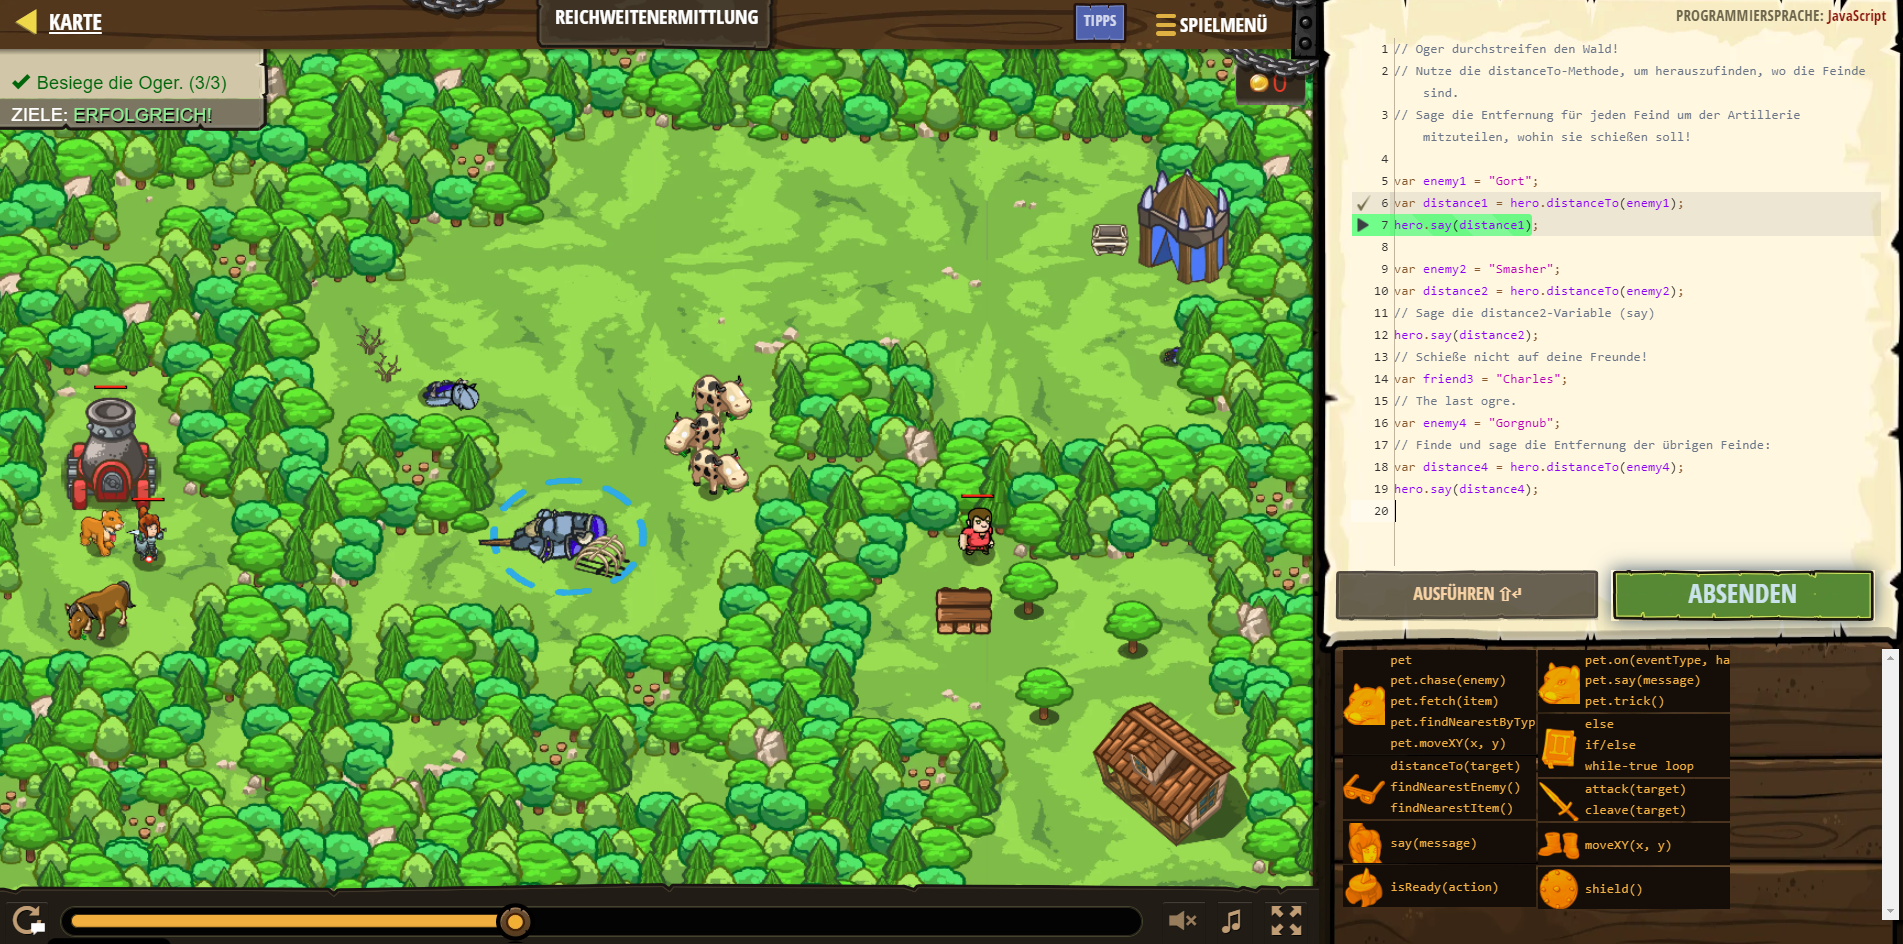 KARTE
REICHWEITENERMITTLUNG
TIPPS
SPIELMENÜ
PROGRAMMIERSPRACHE: JavaScript
Besiege die Oger. (3/3)
ZIELE: ERFOLGREICH!
0
1 // Oger durchstreifen den Wald!
2 // Nutze die distanceTo-Methode, um herauszufinden, wo die Feinde
sind.
3 // Sage die Entfernung für jeden Feind um der Artillerie
mitzuteilen, wohin sie schießen soll!
4
5 var enemy1 = "Gort";
6 var distance1 = hero.distanceTo(enemy1);
7 hero.say(distance1);
8
9 var enemy2 = "Smasher";
10 var distance2 = hero.distanceTo(enemy2);
11 // Sage die distance2-Variable (say)
12 hero.say(distance2);
13 // Schieße nicht auf deine Freunde!
14 var friend3 = "Charles";
15 // The last ogre.
16 var enemy4 = "Gorgnub";
17 // Finde und sage die Entfernung der übrigen Feinde:
18 var distance4 = hero.distanceTo(enemy4);
19 hero.say(distance4);
20
AUSFÜHREN ⇧↵
ABSENDEN
pet
pet.chase(enemy)
pet.fetch(item)
pet.findNearestByTyp
pet.moveXY(x, y)
distanceTo(target)
findNearestEnemy()
findNearestItem()
say(message)
isReady(action)
pet.on(eventType, ha
pet.say(message)
pet.trick()
else
if/else
while-true loop
attack(target)
cleave(target)
moveXY(x, y)
shield()